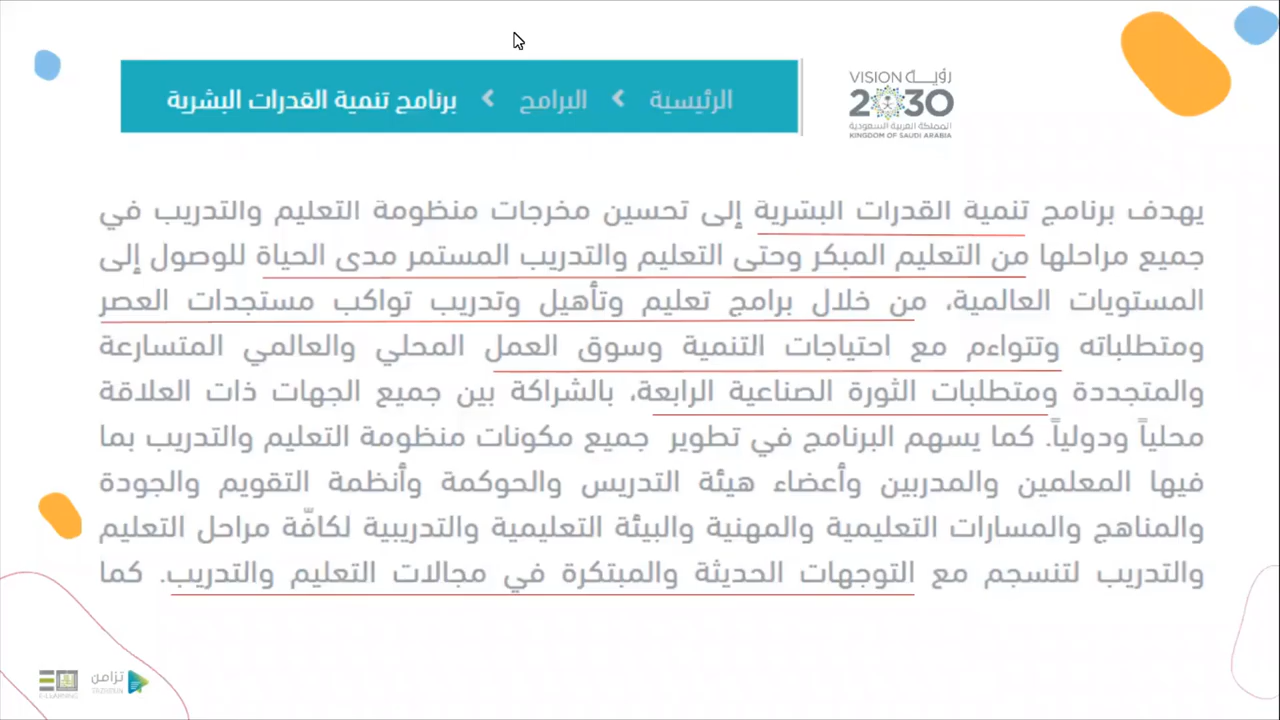 VISION رؤيـــة
2030
المملكة العربية السعودية
KINGDOM OF SAUDI ARABIA
الرئيسية > البرامج > برنامج تنمية القدرات البشرية
يهدف برنامج تنمية القدرات البشرية إلى تحسين مخرجات منظومة التعليم والتدريب في
جميع مراحلها من التعليم المبكر وحتى التعليم والتدريب المستمر مدى الحياة للوصول إلى
المستويات العالمية، من خلال برامج تعليم وتأهيل وتدريب تواكب مستجدات العصر
ومتطلباته وتتواءم مع احتياجات التنمية وسوق العمل المحلي والعالمي المتسارعة
والمتجددة ومتطلبات الثورة الصناعية الرابعة، بالشراكة بين جميع الجهات ذات العلاقة
محلياً ودولياً. كما يسهم البرنامج في تطوير جميع مكونات منظومة التعليم والتدريب بما
فيها المعلمين والمدربين وأعضاء هيئة التدريس والحوكمة وأنظمة التقويم والجودة
والمناهج والمسارات التعليمية والمهنية والبيئة التعليمية والتدريبية لكافّة مراحل التعليم
والتدريب لتنسجم مع التوجهات الحديثة والمبتكرة في مجالات التعليم والتدريب. كما
تزامن